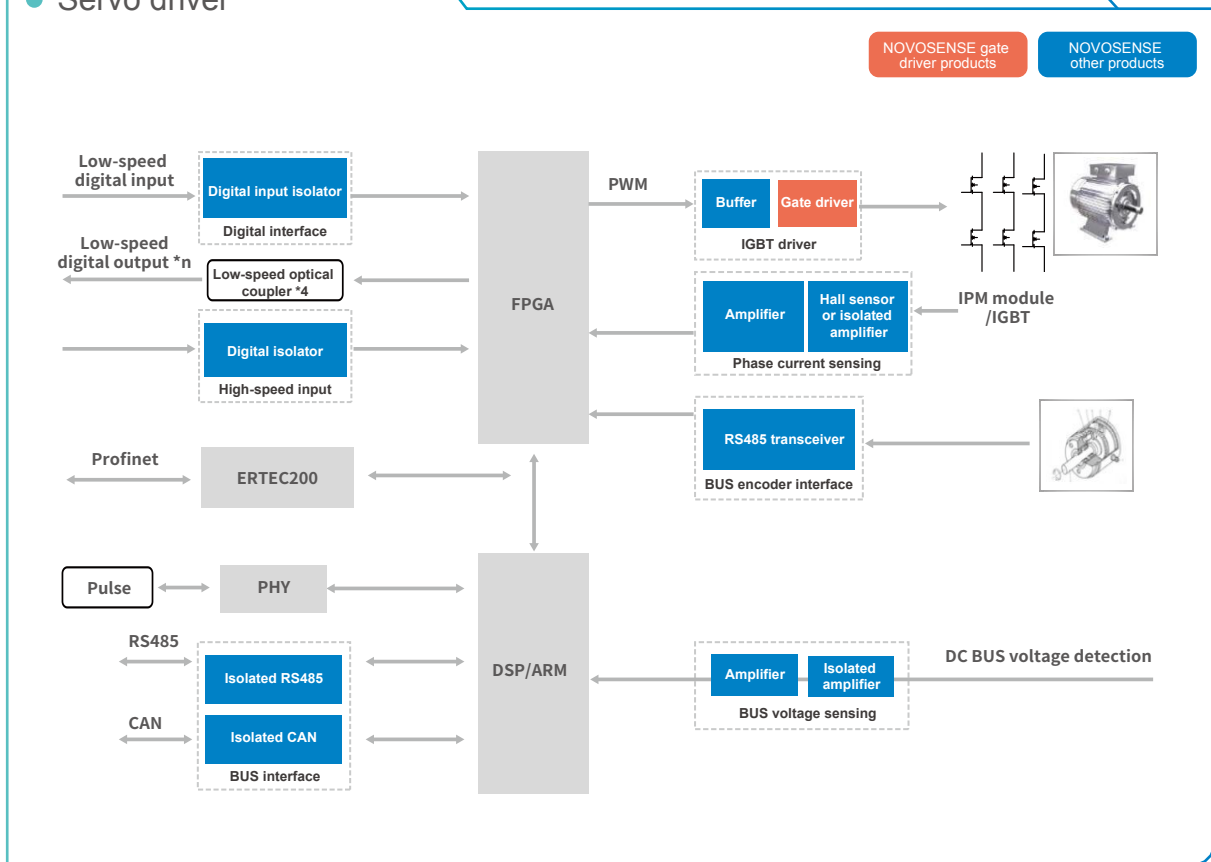 Servo driver
NOVOSENSE gate
driver products
NOVOSENSE
other products
Low-speed
digital input
Digital input isolator
Digital interface
Low-speed
digital output *n
Low-speed optical
coupler *4
Digital isolator
High-speed input
FPGA
PWM
Buffer
Gate driver
IGBT driver
Amplifier
Hall sensor
or isolated
amplifier
Phase current sensing
IPM module
/IGBT
RS485 transceiver
BUS encoder interface
Profinet
ERTEC200
Pulse
PHY
RS485
Isolated RS485
CAN
Isolated CAN
BUS interface
DSP/ARM
Amplifier
Isolated
amplifier
BUS voltage sensing
DC BUS voltage detection